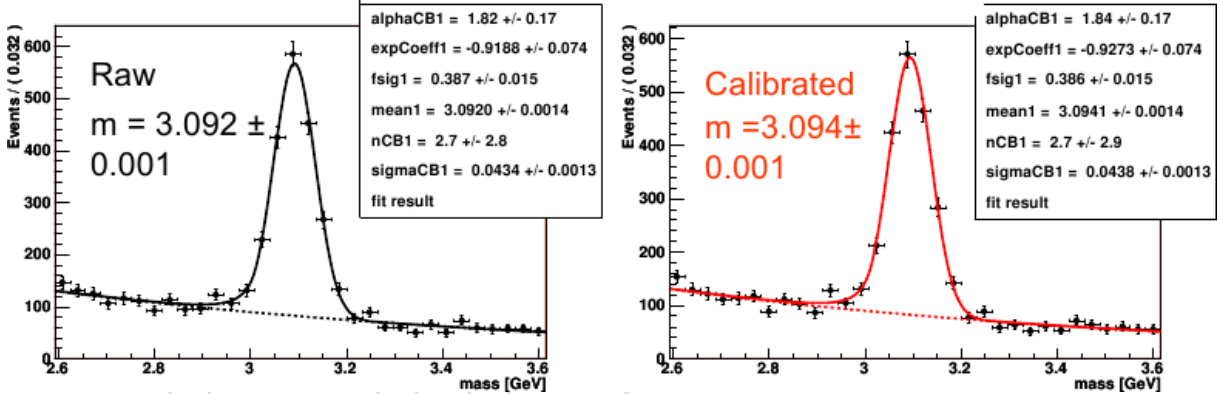 alphaCB1 = 1.82 +/- 0.17
expCoeff1 = -0.9188 +/- 0.074
fsig1 = 0.387 +/- 0.015
mean1 = 3.0920 +/- 0.0014
nCB1 = 2.7 +/- 2.8
sigmaCB1 = 0.0434 +/- 0.0013
fit result
Raw
m = 3.092 ±
0.001
Events / ( 0.032 )
600
500
400
300
200
100
0
2.6
2.8
3
3.2
3.4
3.6
mass [GeV]
alphaCB1 = 1.84 +/- 0.17
expCoeff1 = -0.9273 +/- 0.074
fsig1 = 0.386 +/- 0.015
mean1 = 3.0941 +/- 0.0014
nCB1 = 2.7 +/- 2.9
sigmaCB1 = 0.0438 +/- 0.0013
fit result
Calibrated
m =3.094±
0.001
Events / ( 0.032 )
600
500
400
300
200
100
0
2.6
2.8
3
3.2
3.4
3.6
mass [GeV]